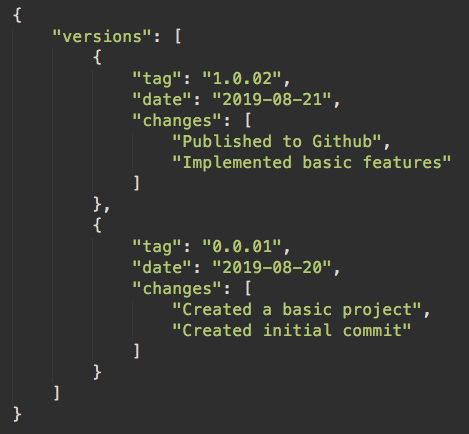 {
    "versions": [
        {
            "tag": "1.0.02",
            "date": "2019-08-21",
            "changes": [
                "Published to Github",
                "Implemented basic features"
            ]
        },
        {
            "tag": "0.0.01",
            "date": "2019-08-20",
            "changes": [
                "Created a basic project",
                "Created initial commit"
            ]
        }
    ]
}